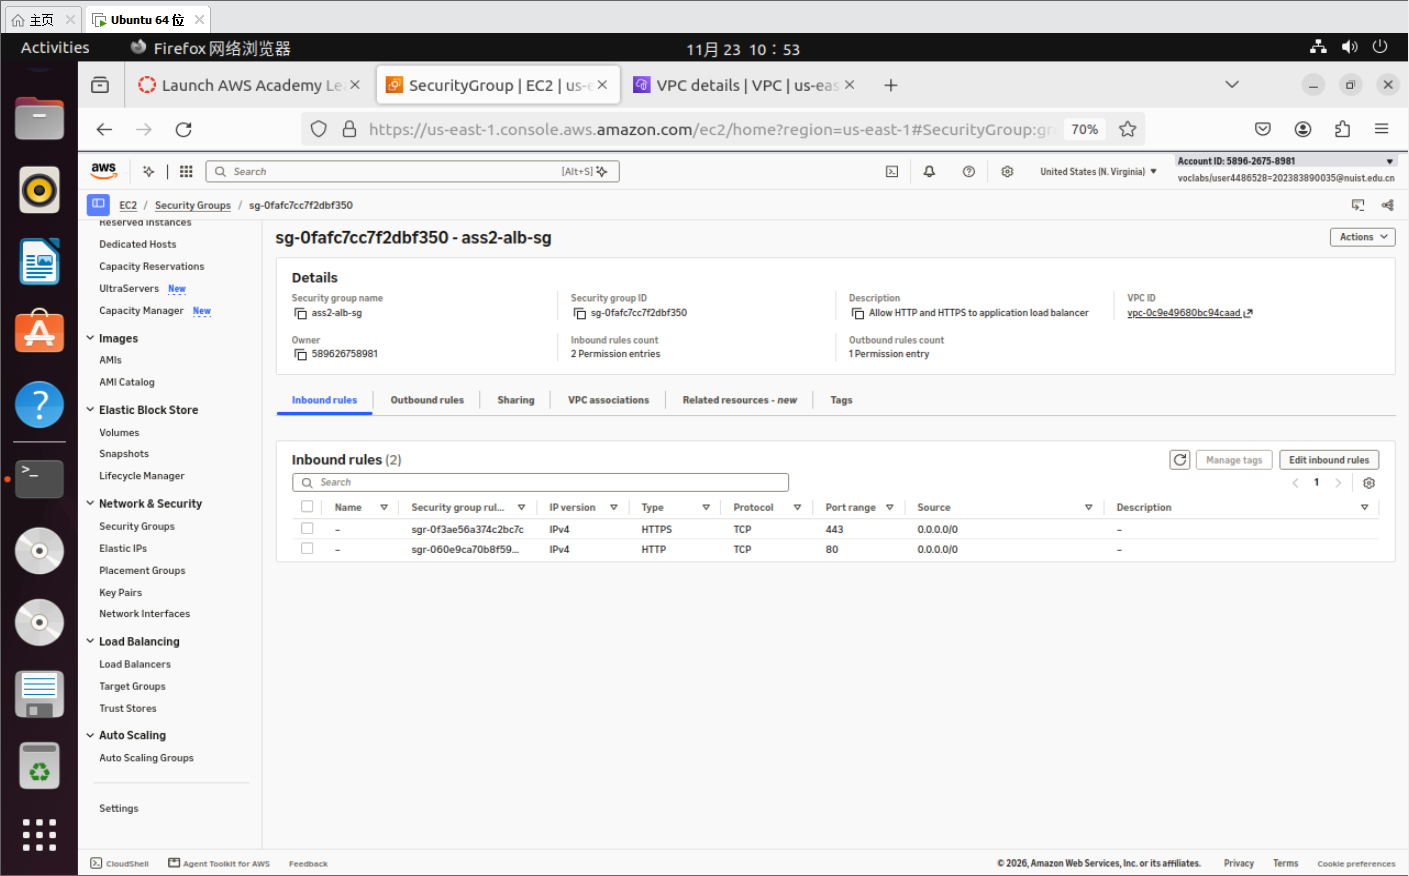 主页
Ubuntu 64 位
Activities
Firefox 网络浏览器
11月 23 10：53
Launch AWS Academy Le
SecurityGroup | EC2 | us-e
VPC details | VPC | us-eas
https://us-east-1.console.aws.amazon.com/ec2/home?region=us-east-1#SecurityGroup:gr
70%
aws
Search
[Alt+S]
United States (N. Virginia)
Account ID: 5896-2675-8981
voclabs/user4486528=202383890035@nuist.edu.cn
EC2 / Security Groups / sg-0fafc7cc7f2dbf350
Reserved Instances
Dedicated Hosts
Capacity Reservations
UltraServers New
Capacity Manager New
Images
AMIs
AMI Catalog
Elastic Block Store
Volumes
Snapshots
Lifecycle Manager
Network & Security
Security Groups
Elastic IPs
Placement Groups
Key Pairs
Network Interfaces
Load Balancing
Load Balancers
Target Groups
Trust Stores
Auto Scaling
Auto Scaling Groups
Settings
sg-0fafc7cc7f2dbf350 - ass2-alb-sg
Actions
Details
Security group name
ass2-alb-sg
Security group ID
sg-0fafc7cc7f2dbf350
Description
Allow HTTP and HTTPS to application load balancer
VPC ID
vpc-0c9e49680bc94caad
Owner
589626758981
Inbound rules count
2 Permission entries
Outbound rules count
1 Permission entry
Inbound rules
Outbound rules
Sharing
VPC associations
Related resources - new
Tags
Inbound rules (2)
Manage tags
Edit inbound rules
Search
1
Name Security group rul... IP version Type Protocol Port range Source Description
– sgr-0f3ae56a374c2bc7c IPv4 HTTPS TCP 443 0.0.0.0/0 –
– sgr-060e9ca70b8f59... IPv4 HTTP TCP 80 0.0.0.0/0 –
CloudShell
Agent Toolkit for AWS
Feedback
© 2026, Amazon Web Services, Inc. or its affiliates.
Privacy
Terms
Cookie preferences